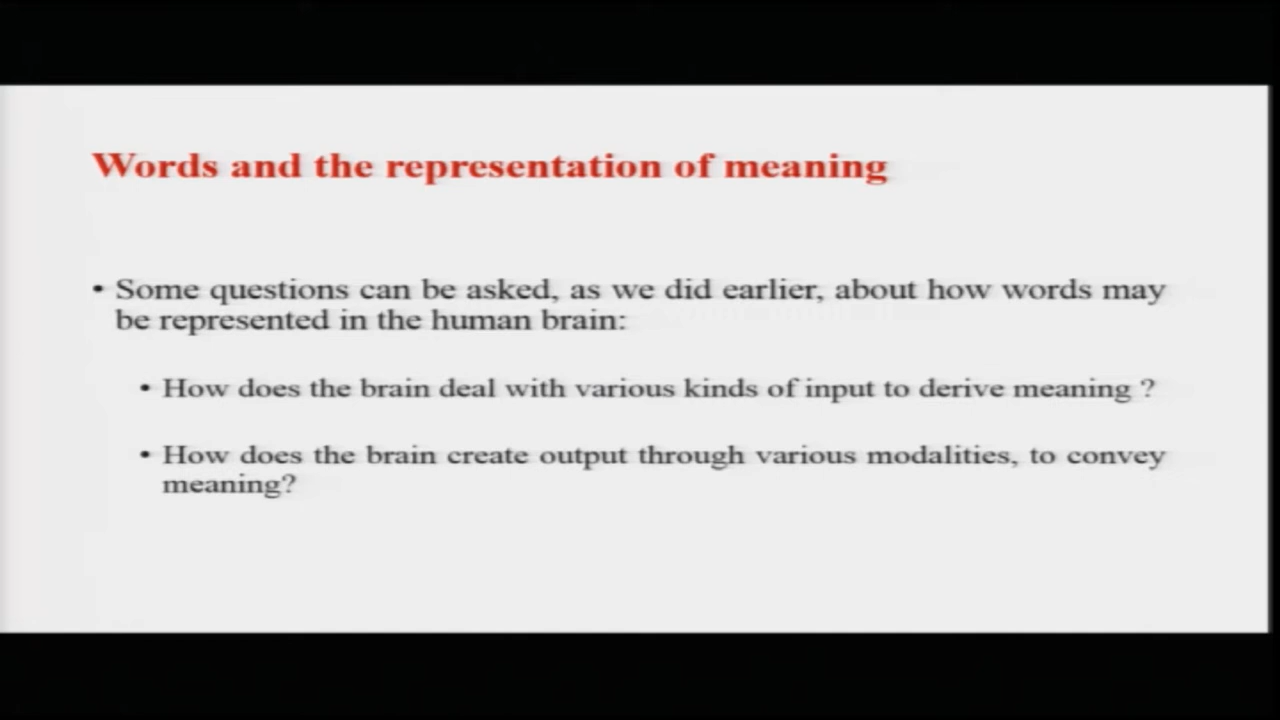 Words and the representation of meaning
• Some questions can be asked, as we did earlier, about how words may
be represented in the human brain:
• How does the brain deal with various kinds of input to derive meaning ?
• How does the brain create output through various modalities, to convey
meaning?